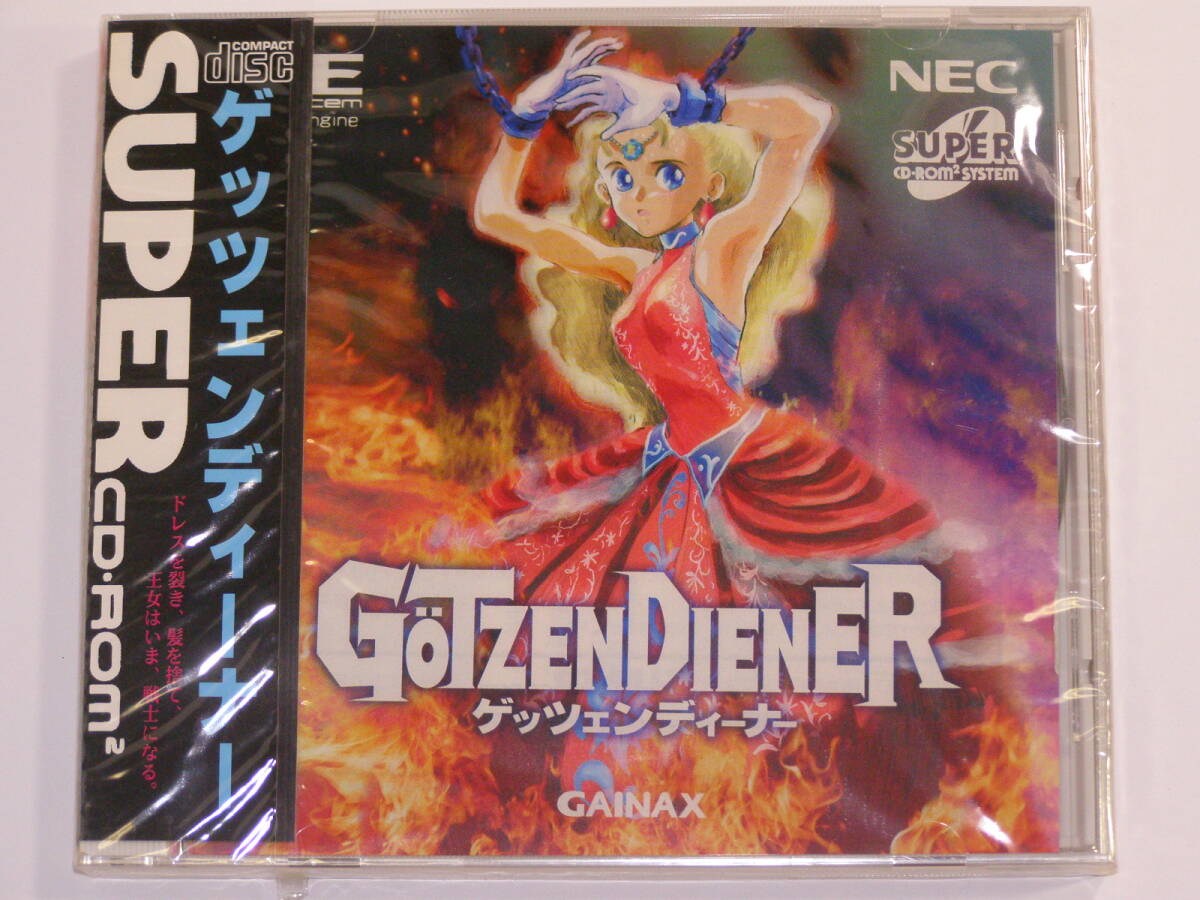 COMPACT
disc
SUPER CD-ROM²
ゲッツェンディーナー
ドレスを裂き、髪を捨て、
王女はいま、戦士になる。
E
tem
ngine
NEC
SUPER
CD-ROM² SYSTEM
GöTZENDIENER
ゲッツェンディーナー
GAINAX